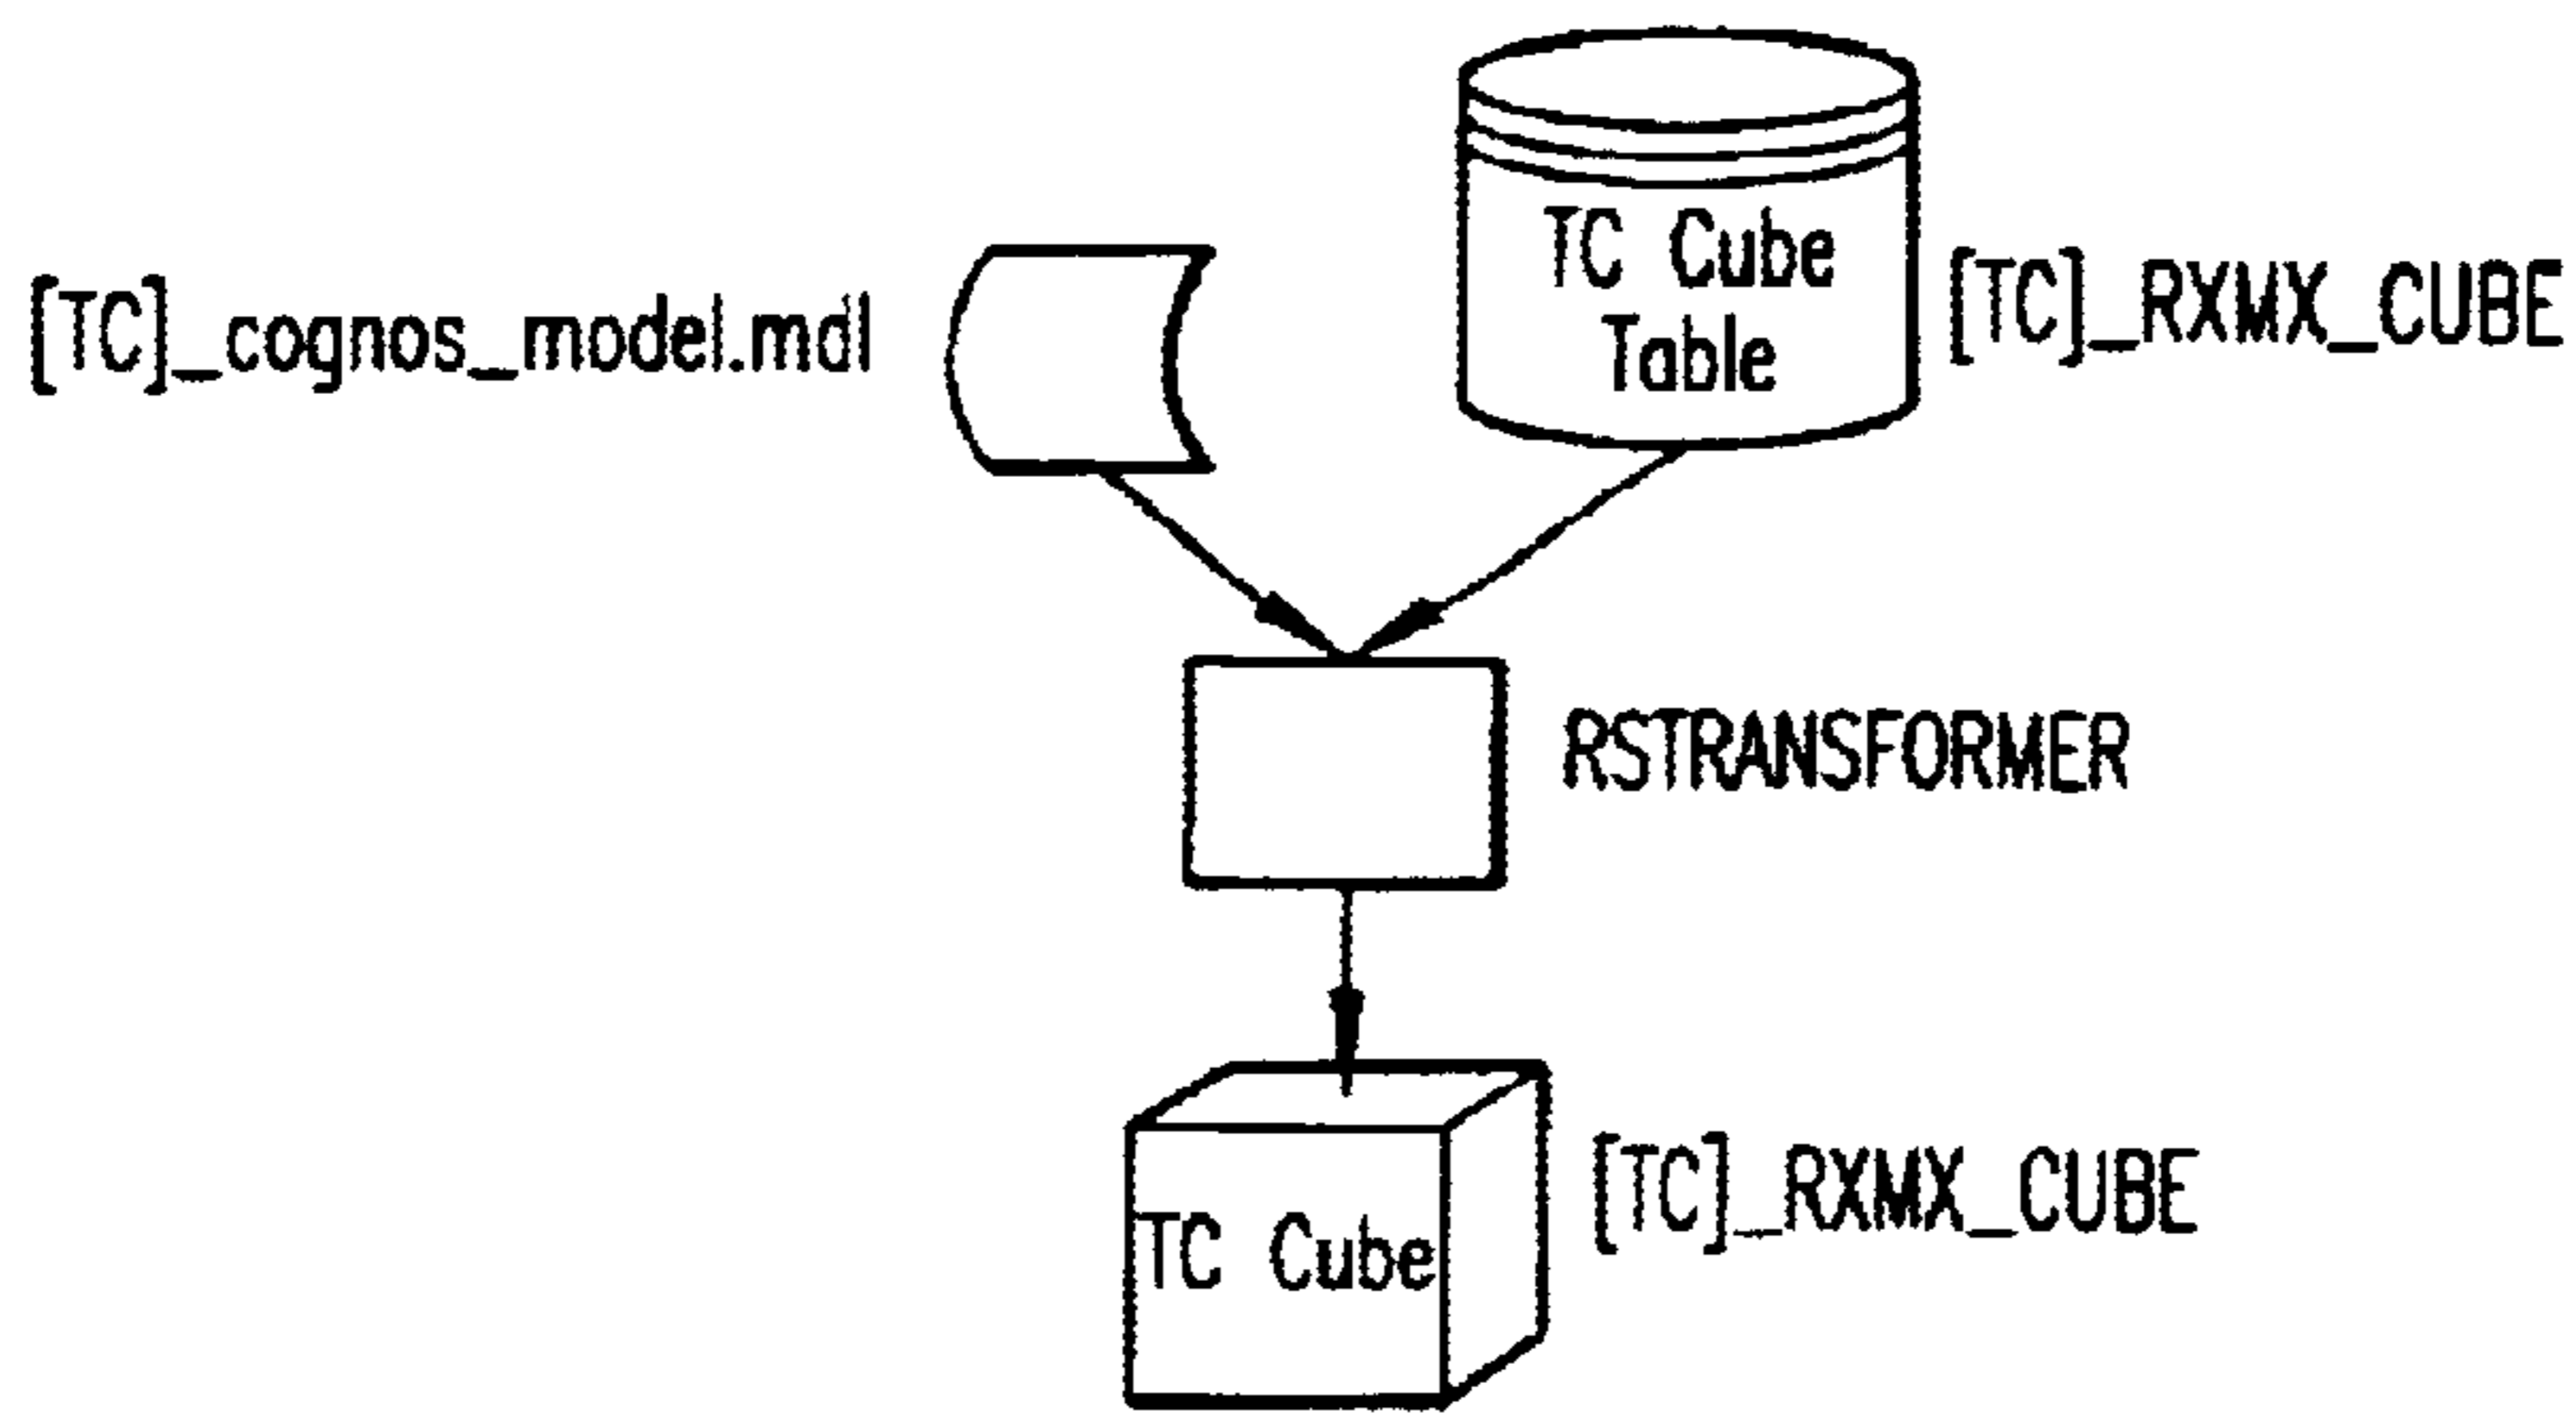 TC Cube
Table
[TC]_cognos_model.mdl
[TC]_RXMX_CUBE
RSTRANSFORMER
TC Cube
[TC]_RXMX_CUBE